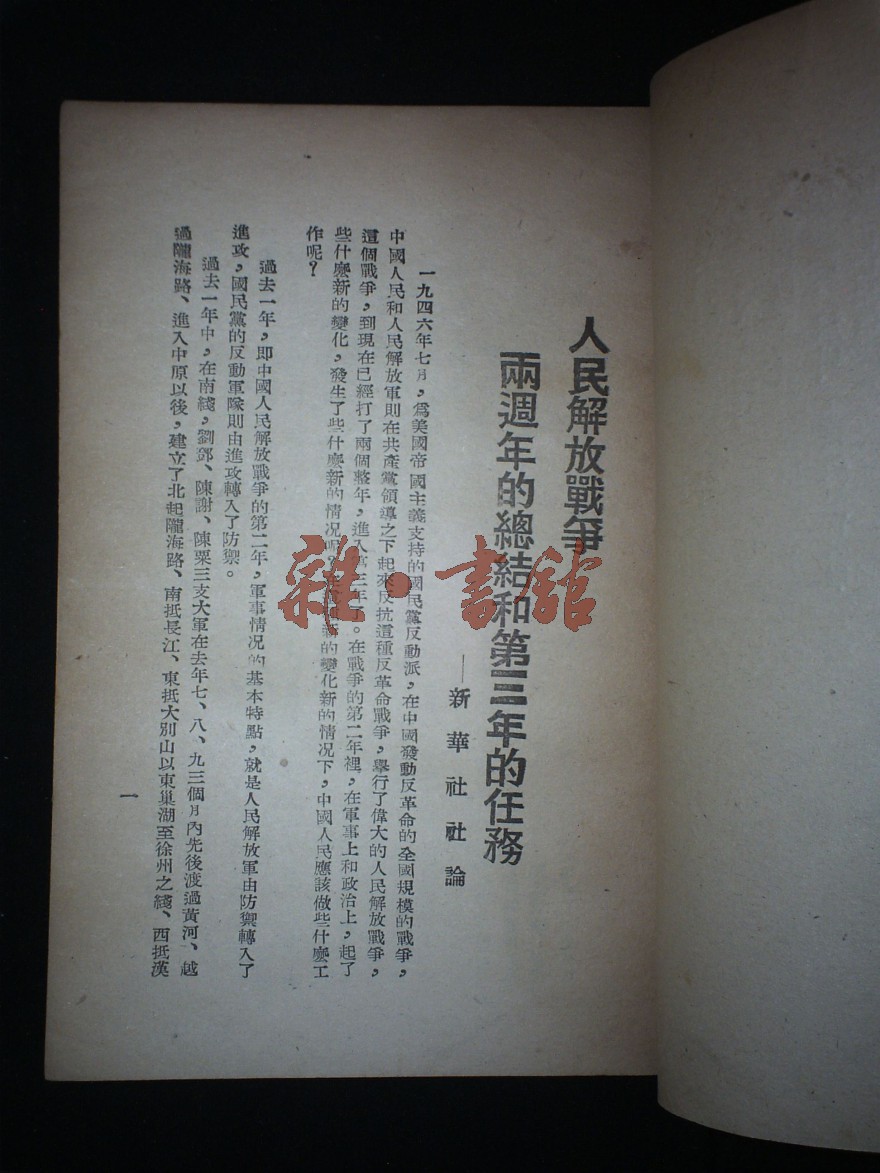 人民解放戰爭
兩週年的總結和第三年的任務
——新華社社論
一九四六年七月，爲美國帝國主義支持的國民黨反動派，在中國發動反革命的全國規模的戰爭，
中國人民和人民解放軍則在共產黨領導之下起來反抗這種反革命戰爭，舉行了偉大的人民解放戰爭，
這個戰爭，到現在已經打了兩個整年，進入第三年了。在戰爭的第二年裡，在軍事上和政治上，起了
些什麼新的變化，發生了些什麼新的情况呢？在新的變化新的情况下，中國人民應該做些什麼工
作呢？
過去一年，即中國人民解放戰爭的第二年，軍事情况的基本特點，就是人民解放軍由防禦轉入了
進攻，國民黨的反動軍隊則由進攻轉入了防禦。
過去一年中，在南綫，劉鄧、陳謝、陳粟三支大軍在去年七、八、九三個月內先後渡過黃河、越
過隴海路、進入中原以後，建立了北起隴海路、南抵長江、東抵大別山以東巢湖至徐州之綫、西抵漢
一
雜·書館